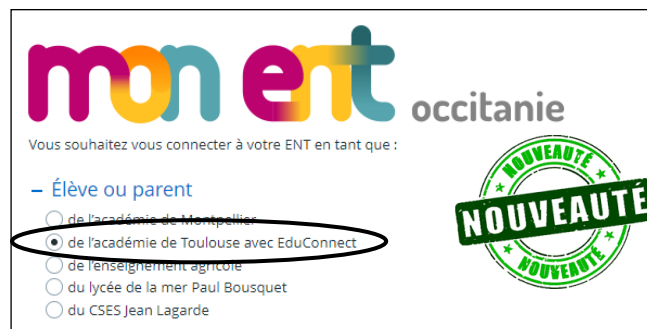 mon ent occitanie
Vous souhaitez vous connecter à votre ENT en tant que :
– Élève ou parent
de l'académie de Montpellier
de l'académie de Toulouse avec EduConnect
de l'enseignement agricole
du lycée de la mer Paul Bousquet
du CSES Jean Lagarde
NOUVEAUTÉ
NOUVEAUTÉ
NOUVEAUTÉ